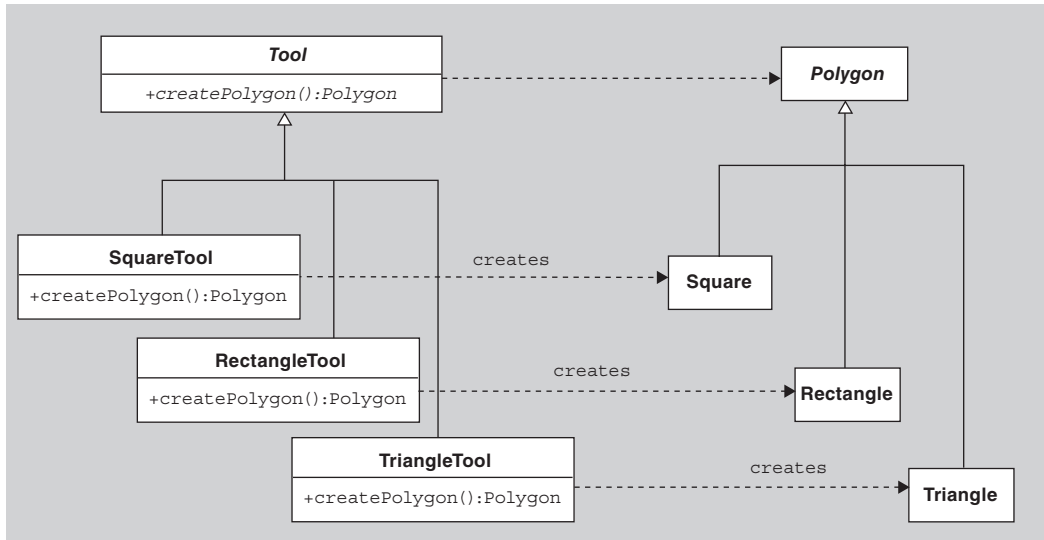 Tool
+createPolygon():Polygon
Polygon
SquareTool
+createPolygon():Polygon
creates
Square
RectangleTool
+createPolygon():Polygon
creates
Rectangle
TriangleTool
+createPolygon():Polygon
creates
Triangle